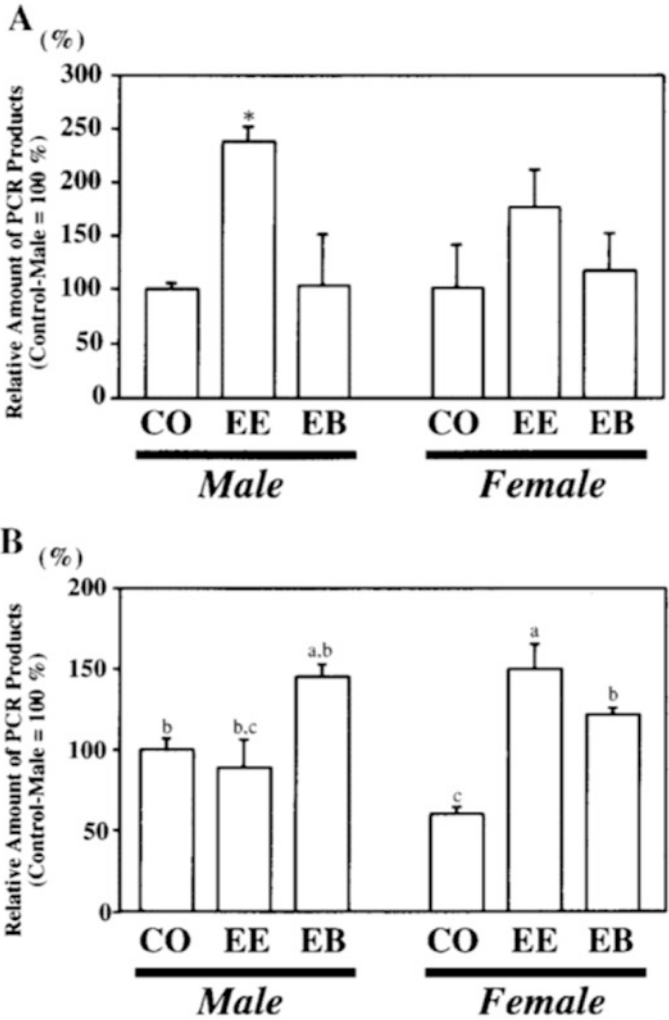 A
(%)
Relative Amount of PCR Products
(Control-Male = 100 %)
300
250
200
150
100
50
0
*
CO EE EB CO EE EB
Male Female
B
(%)
Relative Amount of PCR Products
(Control-Male = 100 %)
200
150
100
50
0
b b,c a,b c a b
CO EE EB CO EE EB
Male Female